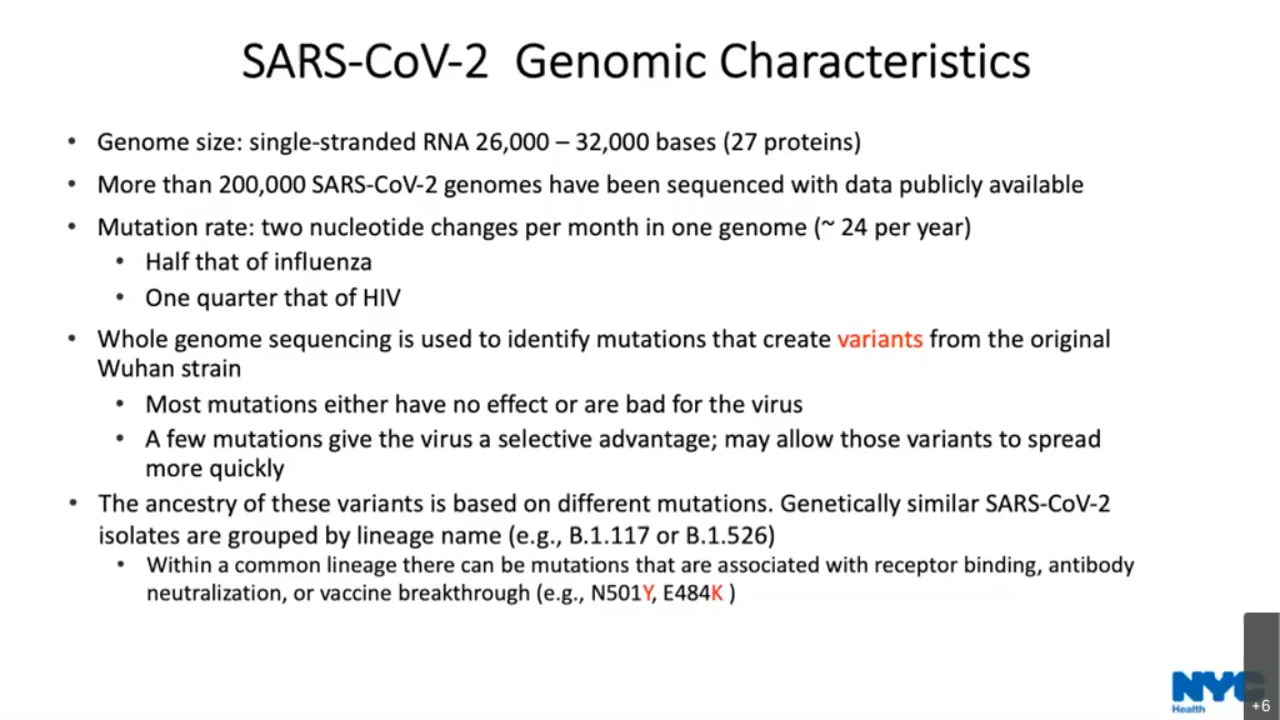 SARS-CoV-2 Genomic Characteristics
• Genome size: single-stranded RNA 26,000 – 32,000 bases (27 proteins)
• More than 200,000 SARS-CoV-2 genomes have been sequenced with data publicly available
• Mutation rate: two nucleotide changes per month in one genome (~ 24 per year)
• Half that of influenza
• One quarter that of HIV
• Whole genome sequencing is used to identify mutations that create variants from the original
Wuhan strain
• Most mutations either have no effect or are bad for the virus
• A few mutations give the virus a selective advantage; may allow those variants to spread
more quickly
• The ancestry of these variants is based on different mutations. Genetically similar SARS-CoV-2
isolates are grouped by lineage name (e.g., B.1.117 or B.1.526)
• Within a common lineage there can be mutations that are associated with receptor binding, antibody
neutralization, or vaccine breakthrough (e.g., N501Y, E484K )
NYC
Health
+6